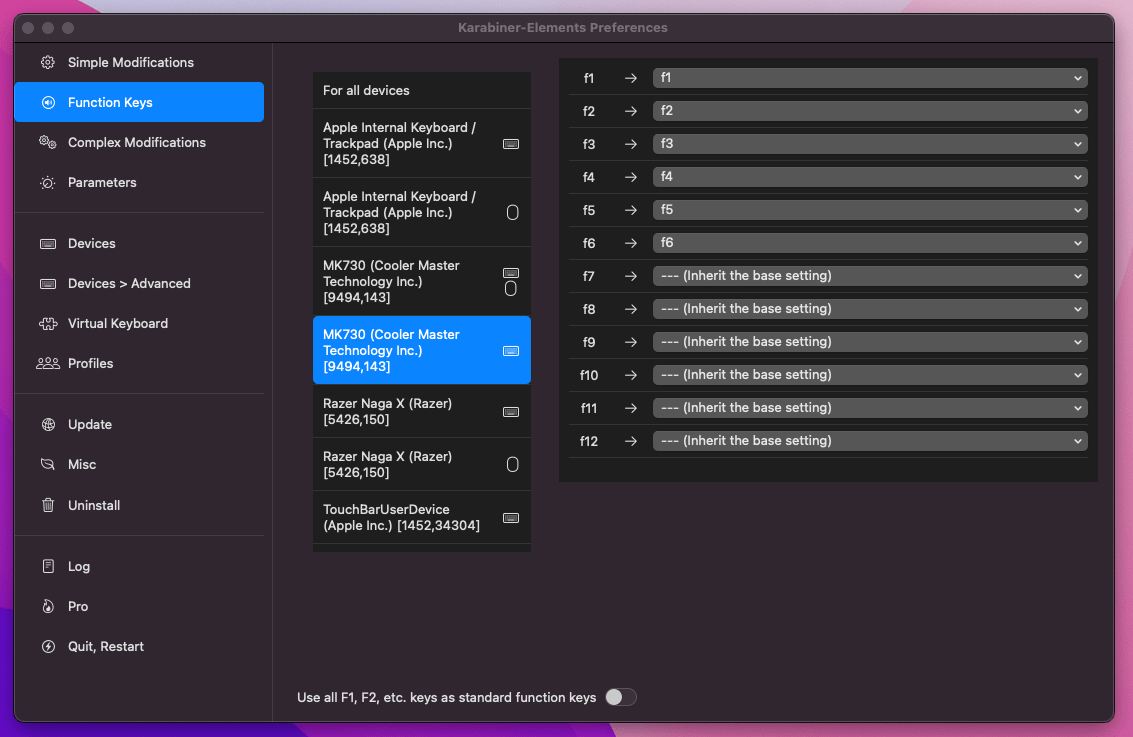 Karabiner-Elements Preferences
Simple Modifications
Function Keys
Complex Modifications
Parameters
Devices
Devices > Advanced
Virtual Keyboard
Profiles
Update
Misc
Uninstall
Log
Pro
Quit, Restart
For all devices
Apple Internal Keyboard /
Trackpad (Apple Inc.)
[1452,638]
Apple Internal Keyboard /
Trackpad (Apple Inc.)
[1452,638]
MK730 (Cooler Master
Technology Inc.)
[9494,143]
MK730 (Cooler Master
Technology Inc.)
[9494,143]
Razer Naga X (Razer)
[5426,150]
Razer Naga X (Razer)
[5426,150]
TouchBarUserDevice
(Apple Inc.) [1452,34304]
f1 → f1
f2 → f2
f3 → f3
f4 → f4
f5 → f5
f6 → f6
f7 → --- (Inherit the base setting)
f8 → --- (Inherit the base setting)
f9 → --- (Inherit the base setting)
f10 → --- (Inherit the base setting)
f11 → --- (Inherit the base setting)
f12 → --- (Inherit the base setting)
Use all F1, F2, etc. keys as standard function keys